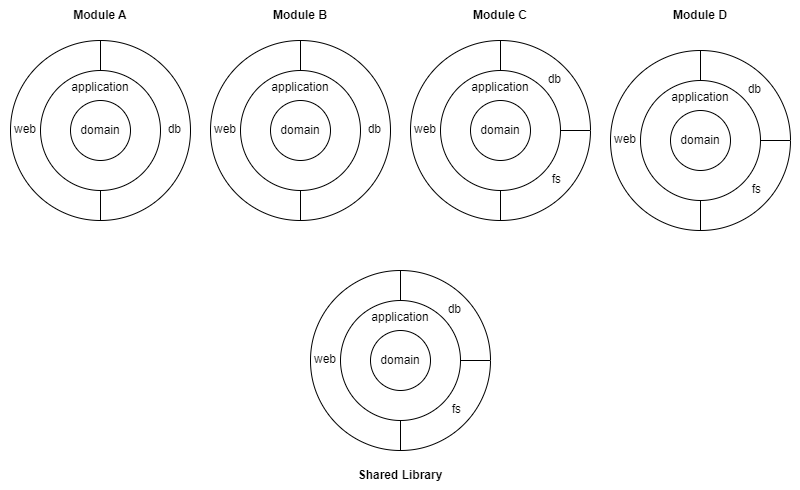 Module A
Module B
Module C
Module D
application
web
domain
db
application
web
domain
db
application
db
web
domain
fs
application
db
web
domain
fs
application
db
web
domain
fs
Shared Library